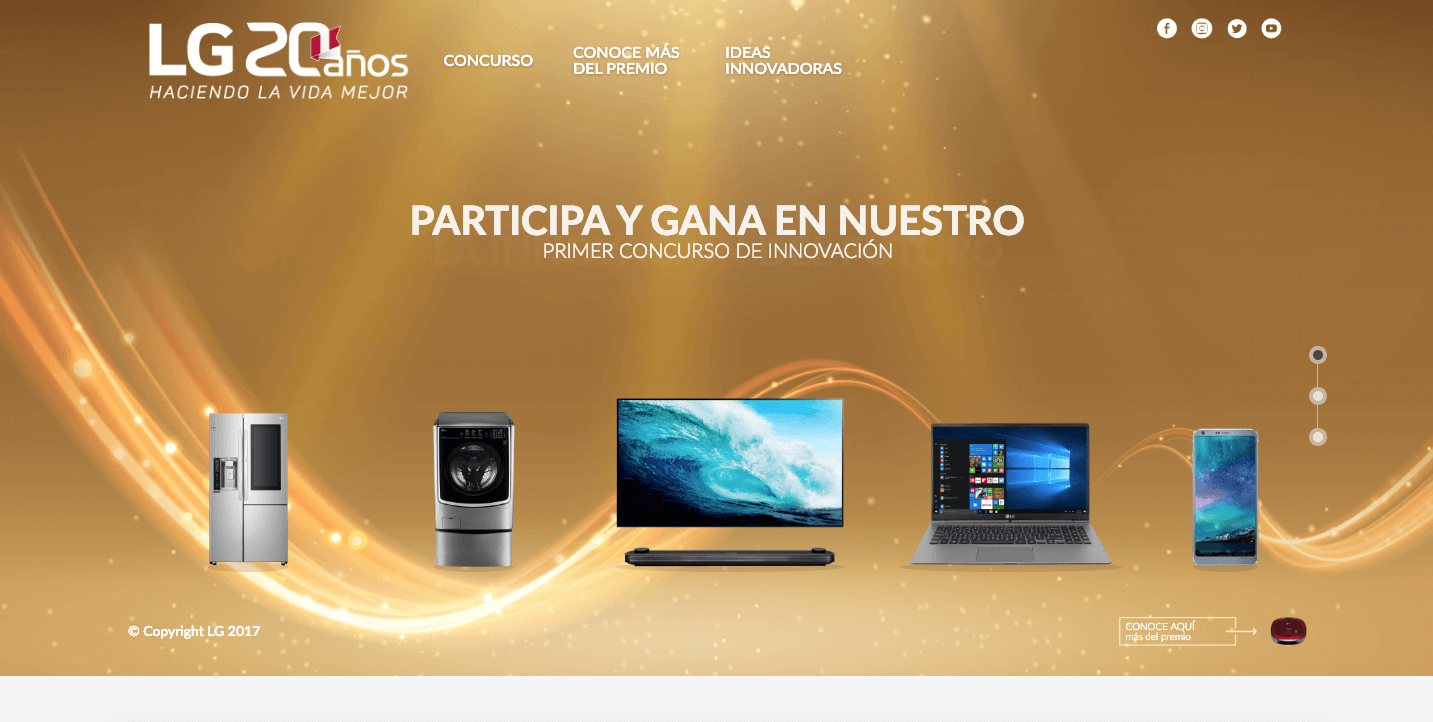 LG 20 años
HACIENDO LA VIDA MEJOR
CONCURSO
CONOCE MÁS
DEL PREMIO
IDEAS
INNOVADORAS
PARTICIPA Y GANA EN NUESTRO
PRIMER CONCURSO DE INNOVACIÓN
© Copyright LG 2017
CONOCE AQUÍ
más del premio